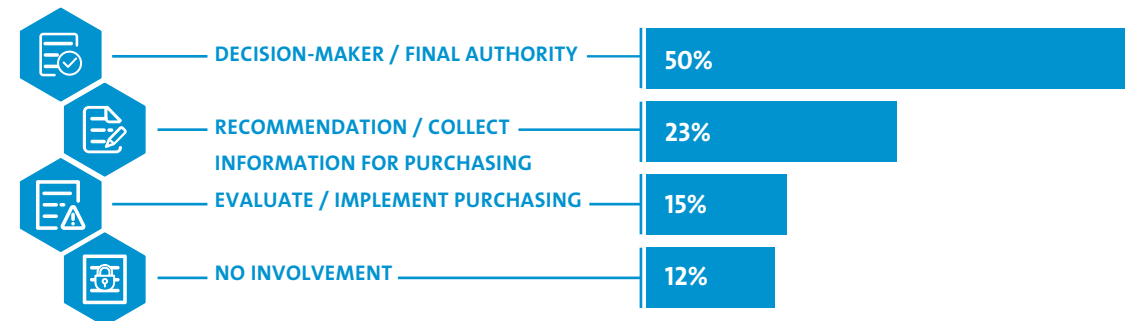 DECISION-MAKER / FINAL AUTHORITY
50%
RECOMMENDATION / COLLECT
INFORMATION FOR PURCHASING
23%
EVALUATE / IMPLEMENT PURCHASING
15%
NO INVOLVEMENT
12%